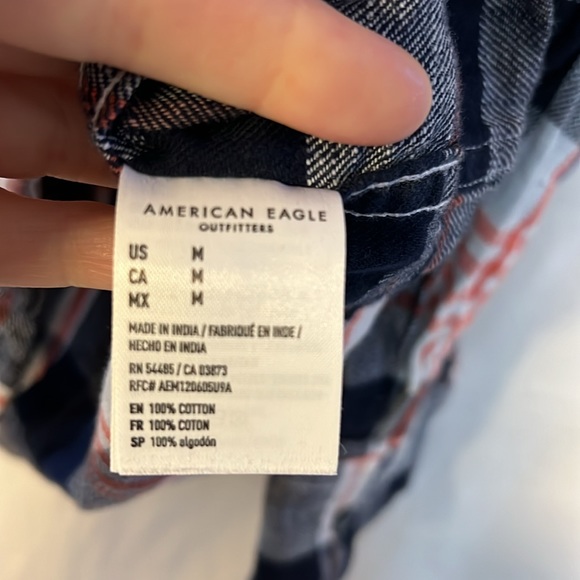 AMERICAN EAGLE
OUTFITTERS
US M
CA M
MX M
MADE IN INDIA / FABRIQUÉ EN INDE /
HECHO EN INDIA
RN 54485 / CA 03873
RFC# AEM120605U9A
EN 100% COTTON
FR 100% COTON
SP 100% algodón